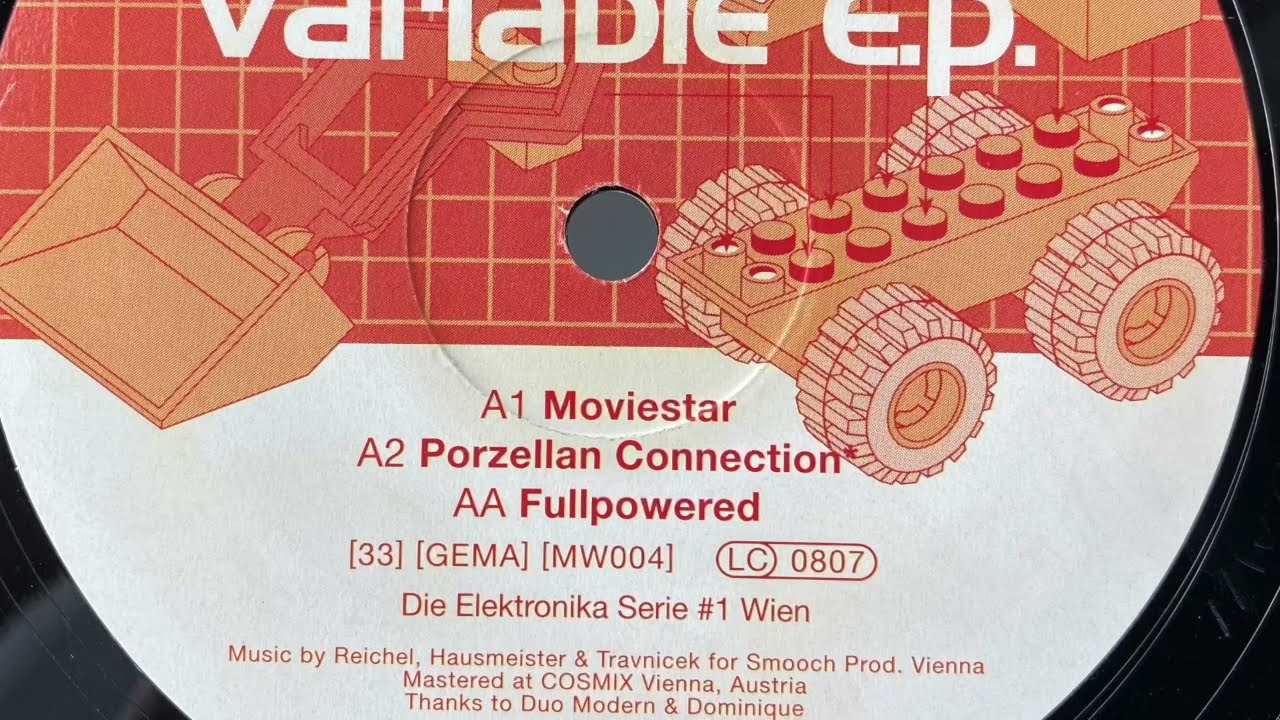 variable e.p.
A1 Moviestar
A2 Porzellan Connection*
AA Fullpowered
[33] [GEMA] [MW004] LC 0807
Die Elektronika Serie #1 Wien
Music by Reichel, Hausmeister & Travnicek for Smooch Prod. Vienna
Mastered at COSMIX Vienna, Austria
Thanks to Duo Modern & Dominique